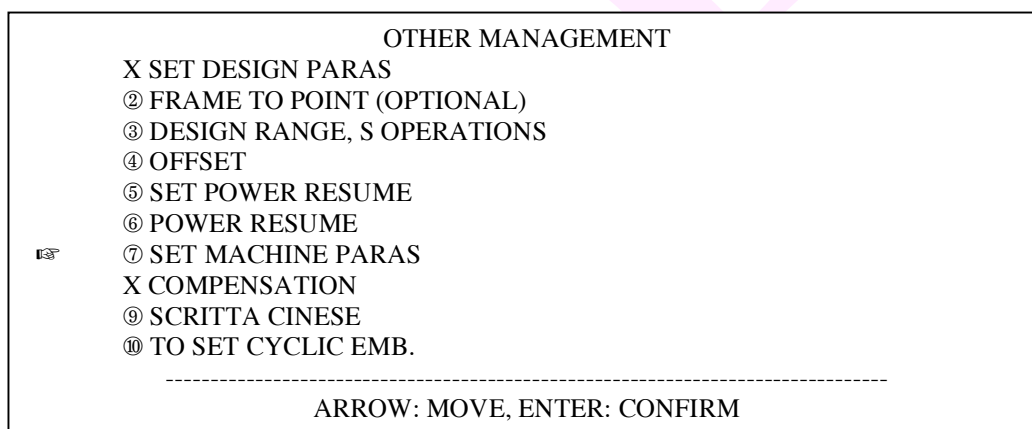 OTHER MANAGEMENT
X SET DESIGN PARAS
② FRAME TO POINT (OPTIONAL)
③ DESIGN RANGE, S OPERATIONS
④ OFFSET
⑤ SET POWER RESUME
⑥ POWER RESUME
☞ ⑦ SET MACHINE PARAS
X COMPENSATION
⑨ SCRITTA CINESE
⑩ TO SET CYCLIC EMB.
--------------------------------------------------------------------------------
ARROW: MOVE, ENTER: CONFIRM